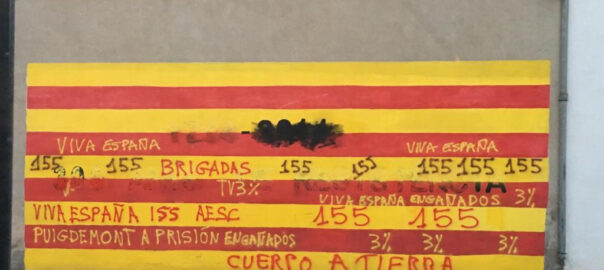 VIVA ESPAÑA VIVA ESPAÑA
155 155 BRIGADAS 155 155 155 155 155
RESISTENCIA
TV3% VIVA ESPAÑA ENGAÑADOS 3%
VIVA ESPAÑA 155 AESC 155 155
PUIGDEMONT A PRISIÓN ENGAÑADOS 3% 3% 3%
CUERPO A TIERRA